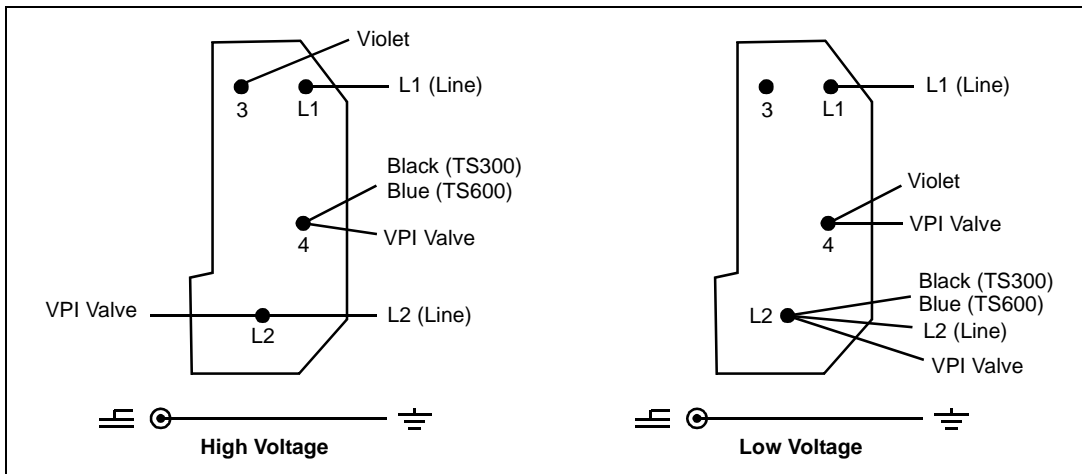 Violet
L1 (Line)
3
L1
Black (TS300)
Blue (TS600)
VPI Valve
4
VPI Valve
L2 (Line)
L2
High Voltage
L1 (Line)
3
L1
Violet
VPI Valve
4
Black (TS300)
Blue (TS600)
L2
L2 (Line)
VPI Valve
Low Voltage